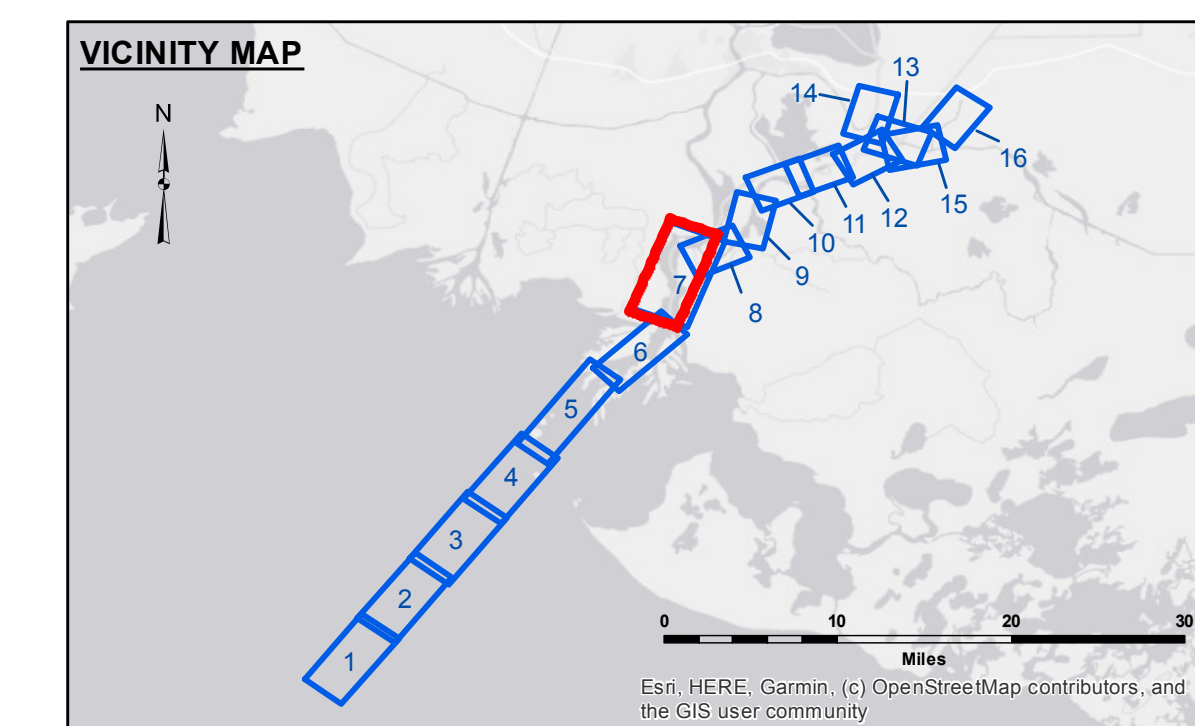 VICINITY MAP
N
13
14
16
15
12
11
10
9
8
7
6
5
4
3
2
1
0 10 20 30
Miles
Esri, HERE, Garmin, (c) OpenStreetMap contributors, and
the GIS user community